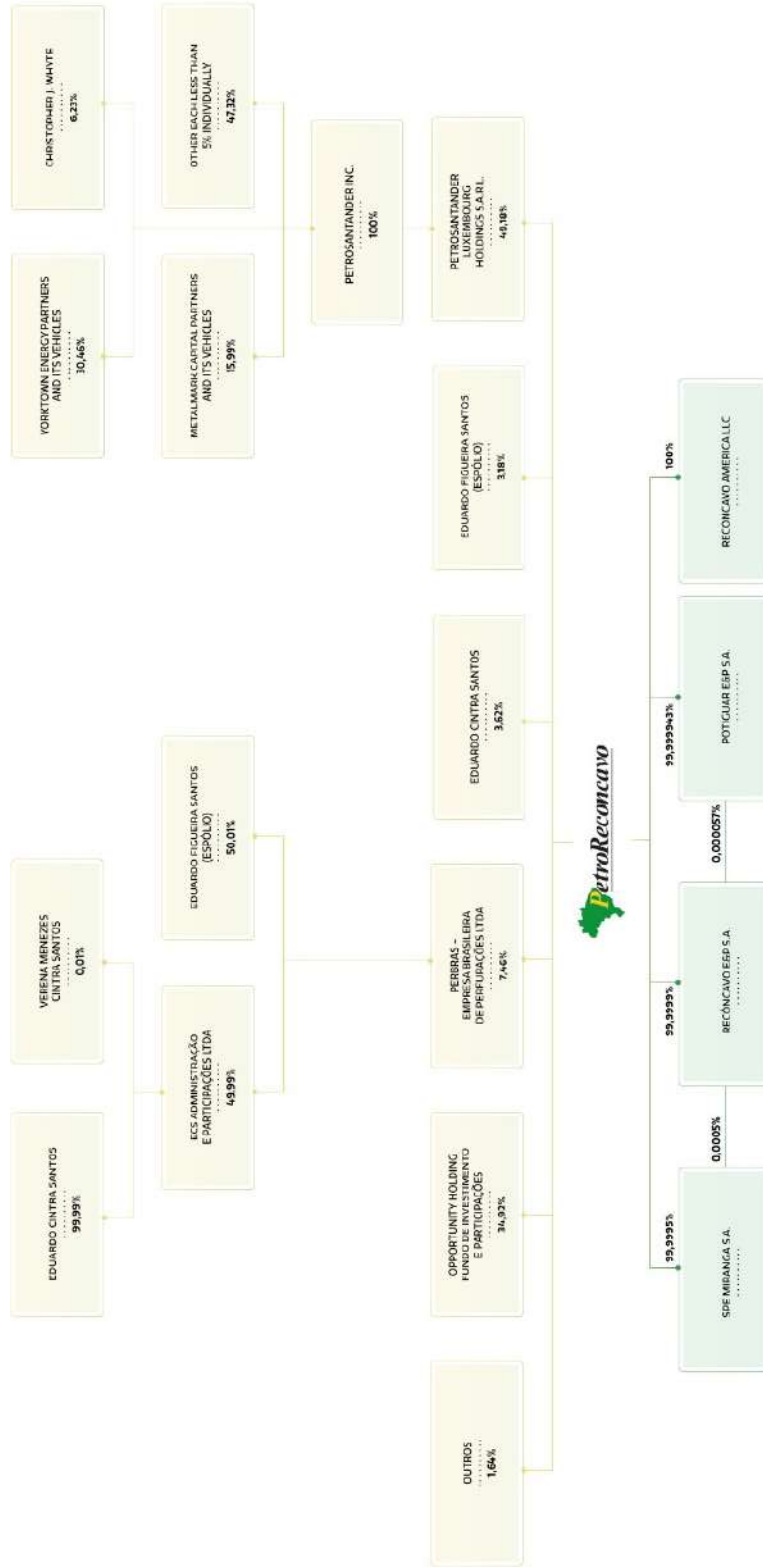 EDUARDO CINTRA SANTOS
99,99%
VERENA MENEZES
CINTRA SANTOS
0,01%
YORKTOWN ENERGY PARTNERS
AND ITS VEHICLES
30,46%
CHRISTOPHER J. WHYTE
6,23%
ECS ADMINISTRAÇÃO
E PARTICIPAÇÕES LTDA
49,99%
EDUARDO FIGUEIRA SANTOS
(ESPÓLIO)
50,01%
METALMARK CAPITAL PARTNERS
AND ITS VEHICLES
15,99%
OTHER EACH LESS THAN
5% INDIVIDUALLY
47,32%
PETROSANTANDER INC.
100%
OUTROS
1,64%
OPPORTUNITY HOLDING
FUNDO DE INVESTIMENTO
E PARTICIPAÇÕES
34,92%
PERBRAS –
EMPRESA BRASILEIRA
DE PERFURAÇÕES LTDA
7,46%
EDUARDO CINTRA SANTOS
3,62%
EDUARDO FIGUEIRA SANTOS
(ESPÓLIO)
3,18%
PETROSANTANDER
LUXEMBOURG
HOLDINGS S.A.R.L.
49,18%
PetroReconcavo
99,9995%
99,9999%
99,999943%
100%
SPE MIRANGA S.A.
0,0005%
RECÔNCAVO E&P S.A.
0,000057%
POTIGUAR E&P S.A.
RECONCAVO AMERICA LLC